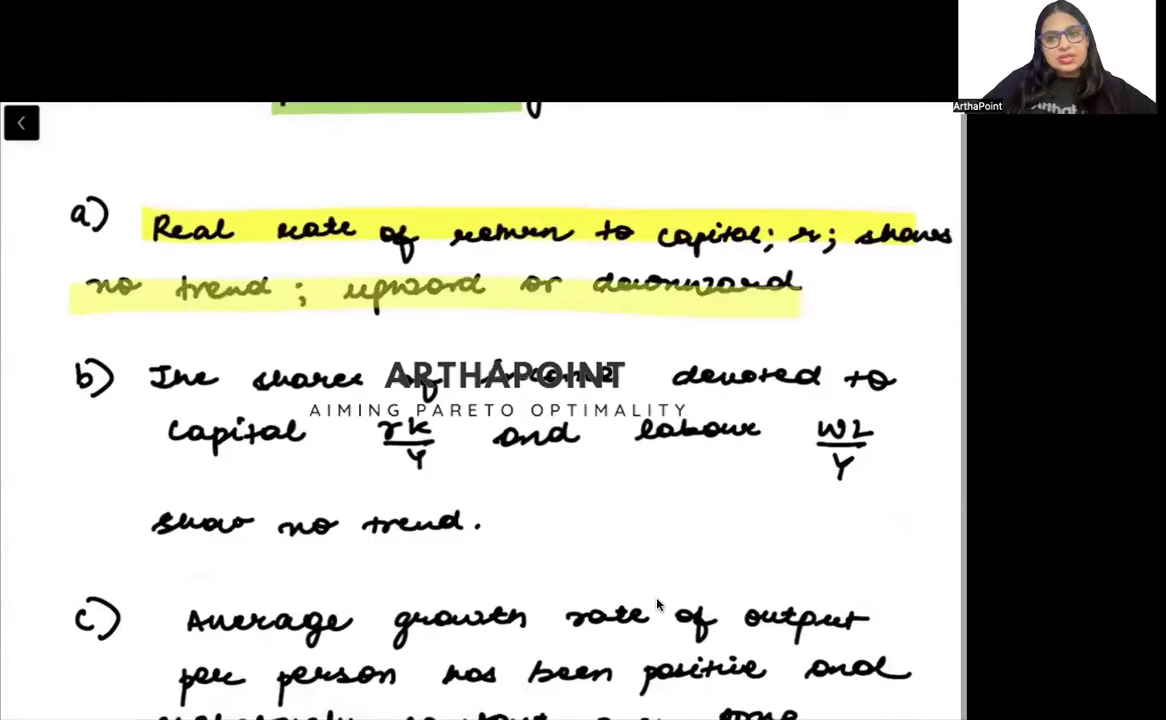 ArthaPoint
a) Real rate of return to capital; r; shows
no trend; upward or downward
b) The shares of income devoted to
ARTHAPOINT
AIMING PARETO OPTIMALITY
capital rk/Y and labour wL/Y
show no trend.
c) Average growth rate of output
per person has been positive and